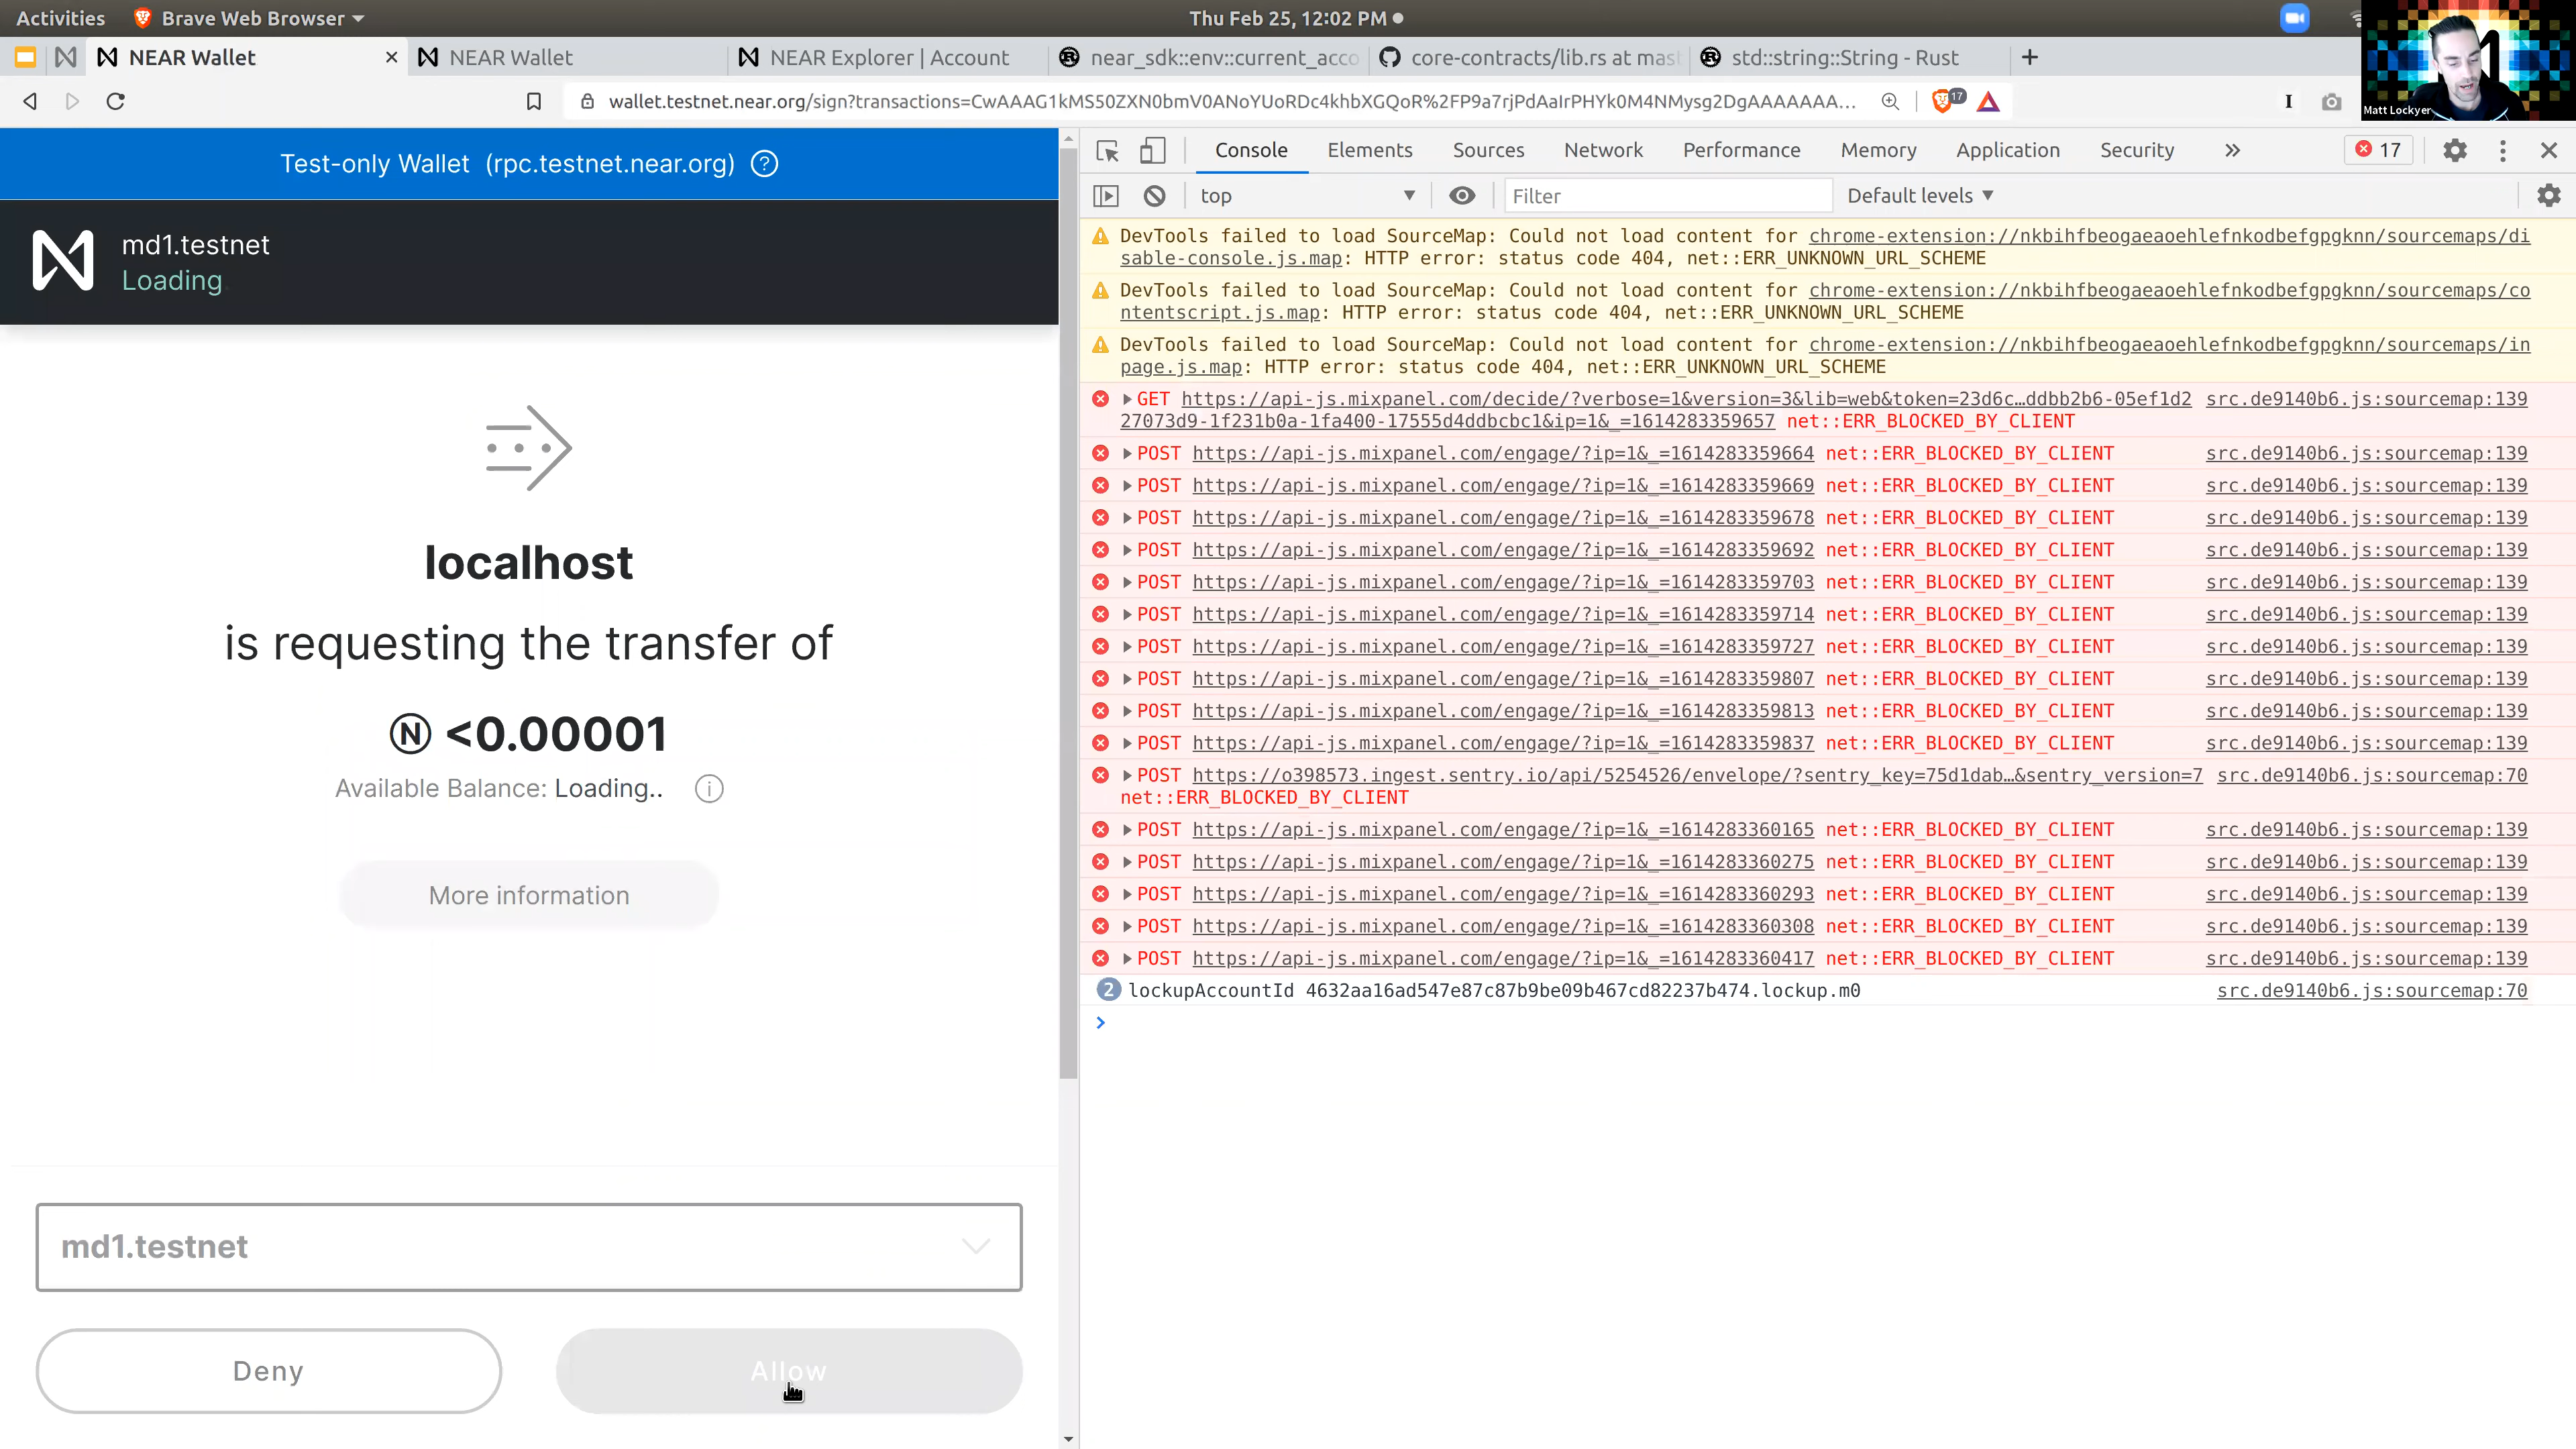 Activities
Brave Web Browser
Thu Feb 25, 12:02 PM
NEAR Wallet
NEAR Wallet
NEAR Explorer | Account
near_sdk::env::current_acco
core-contracts/lib.rs at mast
std::string::String - Rust
wallet.testnet.near.org/sign?transactions=CwAAAG1kMS50ZXN0bmV0ANoYUoRDc4khbXGQoR%2FP9a7rjPdAaIrPHYk0M4NMysg2DgAAAAAAA...
17
Matt Lockyer
Test-only Wallet (rpc.testnet.near.org)
md1.testnet
Loading.
localhost
is requesting the transfer of
<0.00001
Available Balance: Loading..
More information
md1.testnet
Deny
Allow
Console
Elements
Sources
Network
Performance
Memory
Application
Security
17
top
Filter
Default levels
DevTools failed to load SourceMap: Could not load content for chrome-extension://nkbihfbeogaeaoehlefnkodbefgpgknn/sourcemaps/di
sable-console.js.map: HTTP error: status code 404, net::ERR_UNKNOWN_URL_SCHEME
DevTools failed to load SourceMap: Could not load content for chrome-extension://nkbihfbeogaeaoehlefnkodbefgpgknn/sourcemaps/co
ntentscript.js.map: HTTP error: status code 404, net::ERR_UNKNOWN_URL_SCHEME
DevTools failed to load SourceMap: Could not load content for chrome-extension://nkbihfbeogaeaoehlefnkodbefgpgknn/sourcemaps/in
page.js.map: HTTP error: status code 404, net::ERR_UNKNOWN_URL_SCHEME
GET https://api-js.mixpanel.com/decide/?verbose=1&version=3&lib=web&token=23d6c…ddbb2b6-05ef1d2 src.de9140b6.js:sourcemap:139
27073d9-1f231b0a-1fa400-17555d4ddbcbc1&ip=1&_=1614283359657 net::ERR_BLOCKED_BY_CLIENT
POST https://api-js.mixpanel.com/engage/?ip=1&_=1614283359664 net::ERR_BLOCKED_BY_CLIENT src.de9140b6.js:sourcemap:139
POST https://api-js.mixpanel.com/engage/?ip=1&_=1614283359669 net::ERR_BLOCKED_BY_CLIENT src.de9140b6.js:sourcemap:139
POST https://api-js.mixpanel.com/engage/?ip=1&_=1614283359678 net::ERR_BLOCKED_BY_CLIENT src.de9140b6.js:sourcemap:139
POST https://api-js.mixpanel.com/engage/?ip=1&_=1614283359692 net::ERR_BLOCKED_BY_CLIENT src.de9140b6.js:sourcemap:139
POST https://api-js.mixpanel.com/engage/?ip=1&_=1614283359703 net::ERR_BLOCKED_BY_CLIENT src.de9140b6.js:sourcemap:139
POST https://api-js.mixpanel.com/engage/?ip=1&_=1614283359714 net::ERR_BLOCKED_BY_CLIENT src.de9140b6.js:sourcemap:139
POST https://api-js.mixpanel.com/engage/?ip=1&_=1614283359727 net::ERR_BLOCKED_BY_CLIENT src.de9140b6.js:sourcemap:139
POST https://api-js.mixpanel.com/engage/?ip=1&_=1614283359807 net::ERR_BLOCKED_BY_CLIENT src.de9140b6.js:sourcemap:139
POST https://api-js.mixpanel.com/engage/?ip=1&_=1614283359813 net::ERR_BLOCKED_BY_CLIENT src.de9140b6.js:sourcemap:139
POST https://api-js.mixpanel.com/engage/?ip=1&_=1614283359837 net::ERR_BLOCKED_BY_CLIENT src.de9140b6.js:sourcemap:139
POST https://o398573.ingest.sentry.io/api/5254526/envelope/?sentry_key=75d1dab…&sentry_version=7 src.de9140b6.js:sourcemap:70
net::ERR_BLOCKED_BY_CLIENT
POST https://api-js.mixpanel.com/engage/?ip=1&_=1614283360165 net::ERR_BLOCKED_BY_CLIENT src.de9140b6.js:sourcemap:139
POST https://api-js.mixpanel.com/engage/?ip=1&_=1614283360275 net::ERR_BLOCKED_BY_CLIENT src.de9140b6.js:sourcemap:139
POST https://api-js.mixpanel.com/engage/?ip=1&_=1614283360293 net::ERR_BLOCKED_BY_CLIENT src.de9140b6.js:sourcemap:139
POST https://api-js.mixpanel.com/engage/?ip=1&_=1614283360308 net::ERR_BLOCKED_BY_CLIENT src.de9140b6.js:sourcemap:139
POST https://api-js.mixpanel.com/engage/?ip=1&_=1614283360417 net::ERR_BLOCKED_BY_CLIENT src.de9140b6.js:sourcemap:139
2 lockupAccountId 4632aa16ad547e87c87b9be09b467cd82237b474.lockup.m0 src.de9140b6.js:sourcemap:70